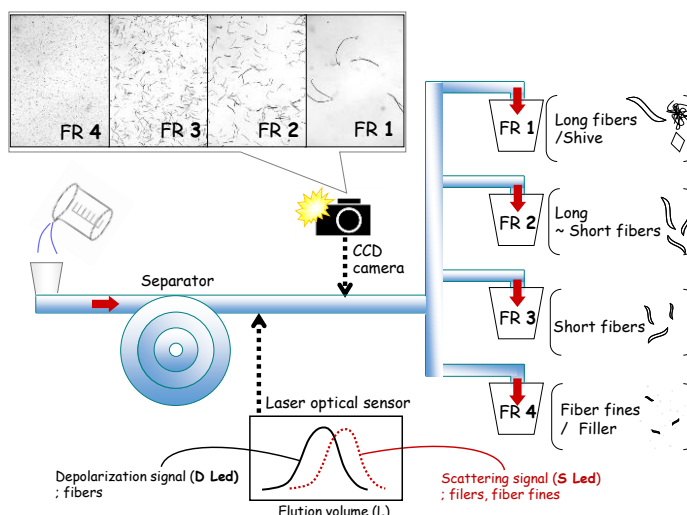 FR 4
FR 3
FR 2
FR 1
FR 1
Long fibers
/Shive
FR 2
Long
~ Short fibers
CCD
camera
Separator
FR 3
Short fibers
Laser optical sensor
FR 4
Fiber fines
/ Filler
Depolarization signal (D Led)
; fibers
Scattering signal (S Led)
; filers, fiber fines
Elution volume (L)